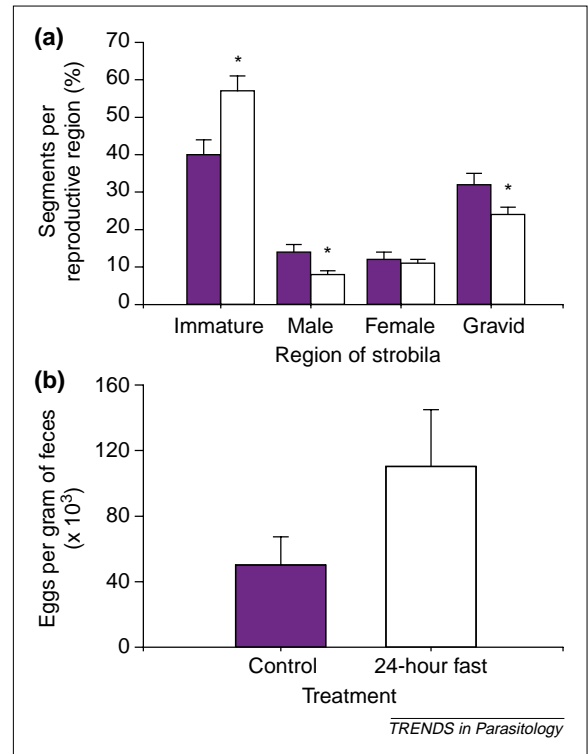 (a)
Segments per
reproductive region (%)
70
60
50
40
30
20
10
0
*
*
*
Immature Male Female Gravid
Region of strobila
(b)
Eggs per gram of feces
(x 10³)
160
120
80
40
0
Control 24-hour fast
Treatment
TRENDS in Parasitology